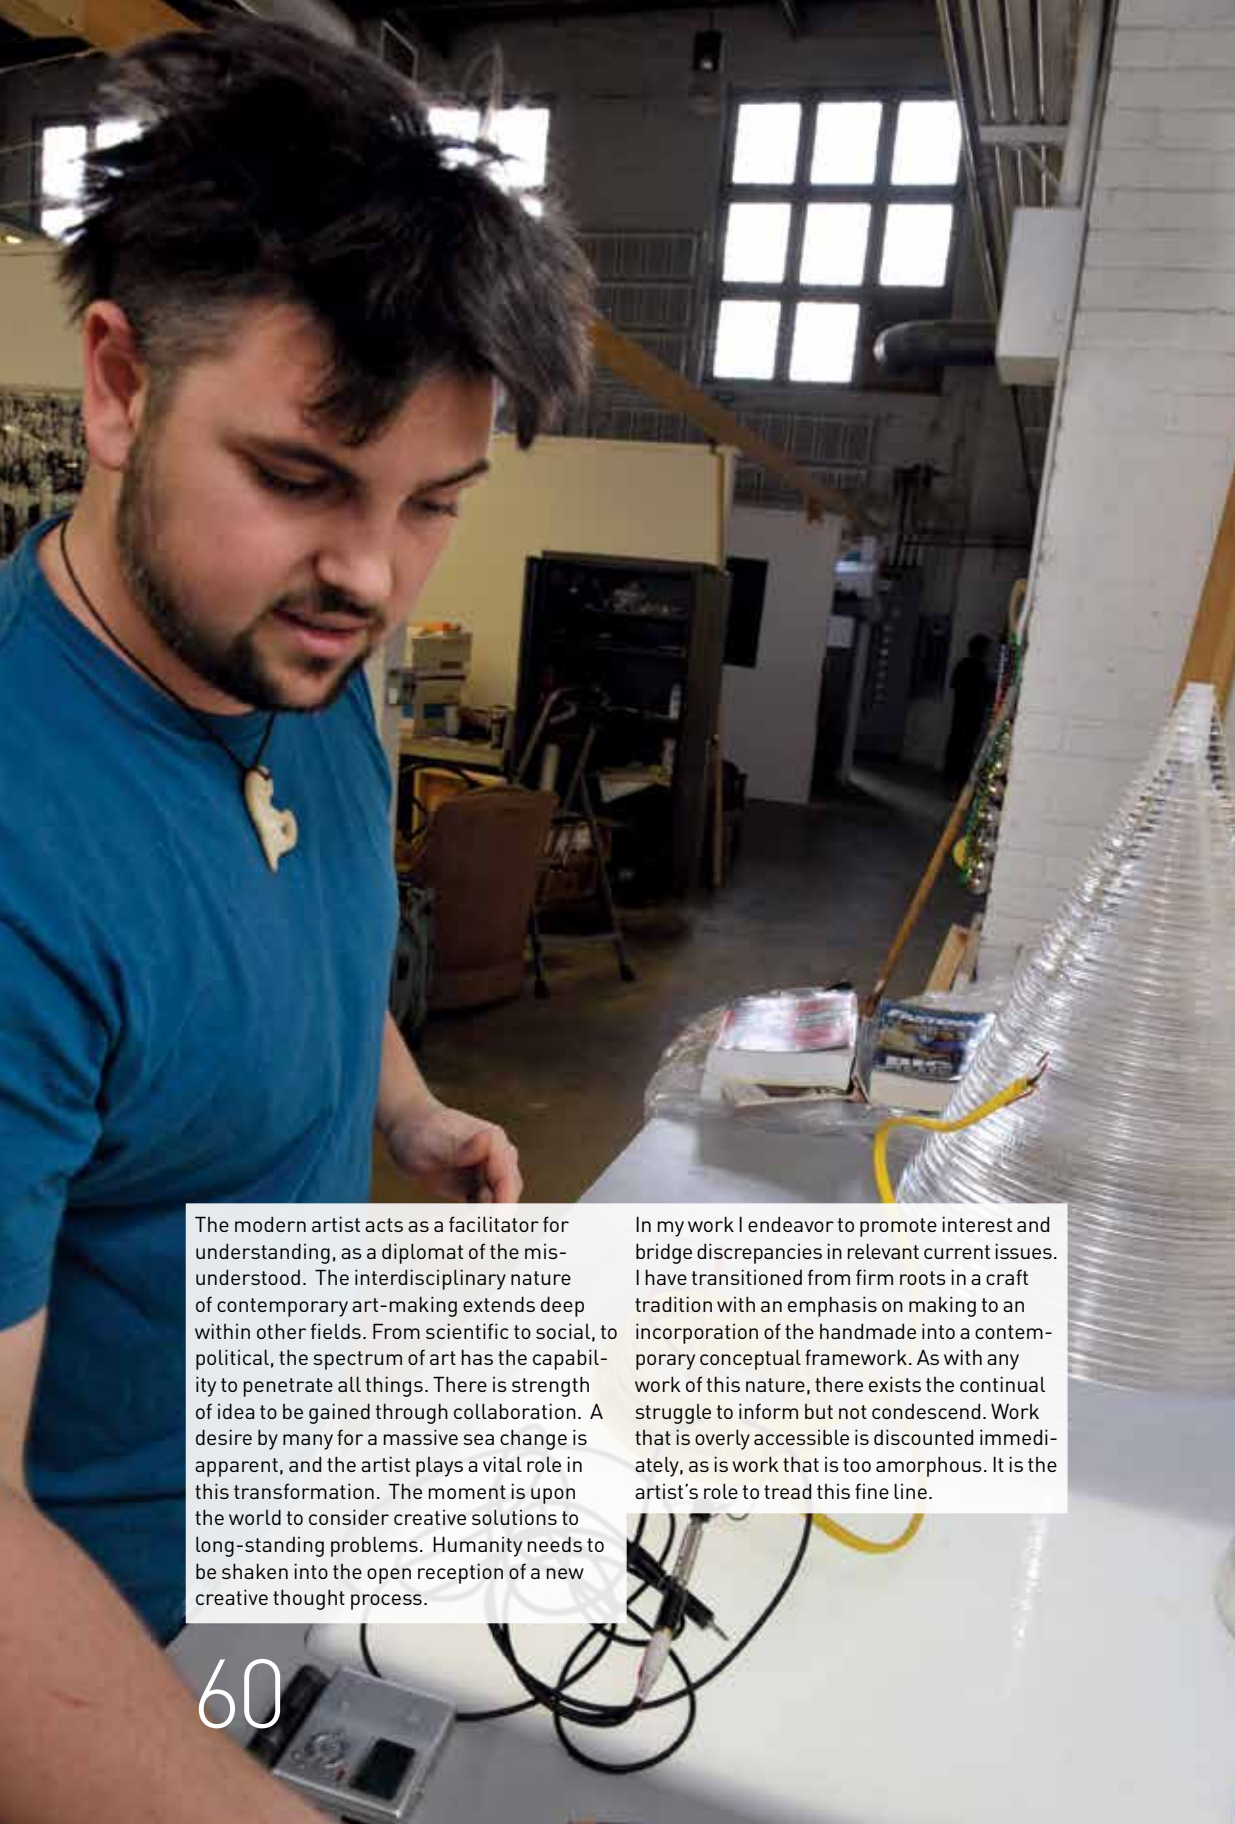 The modern artist acts as a facilitator for
understanding, as a diplomat of the mis-
understood.  The interdisciplinary nature
of contemporary art-making extends deep
within other fields. From scientific to social, to
political, the spectrum of art has the capabil-
ity to penetrate all things. There is strength
of idea to be gained through collaboration.  A
desire by many for a massive sea change is
apparent, and the artist plays a vital role in
this transformation.  The moment is upon
the world to consider creative solutions to
long-standing problems.  Humanity needs to
be shaken into the open reception of a new
creative thought process.
In my work I endeavor to promote interest and
bridge discrepancies in relevant current issues.
I have transitioned from firm roots in a craft
tradition with an emphasis on making to an
incorporation of the handmade into a contem-
porary conceptual framework. As with any
work of this nature, there exists the continual
struggle to inform but not condescend. Work
that is overly accessible is discounted immedi-
ately, as is work that is too amorphous. It is the
artist's role to tread this fine line.
60